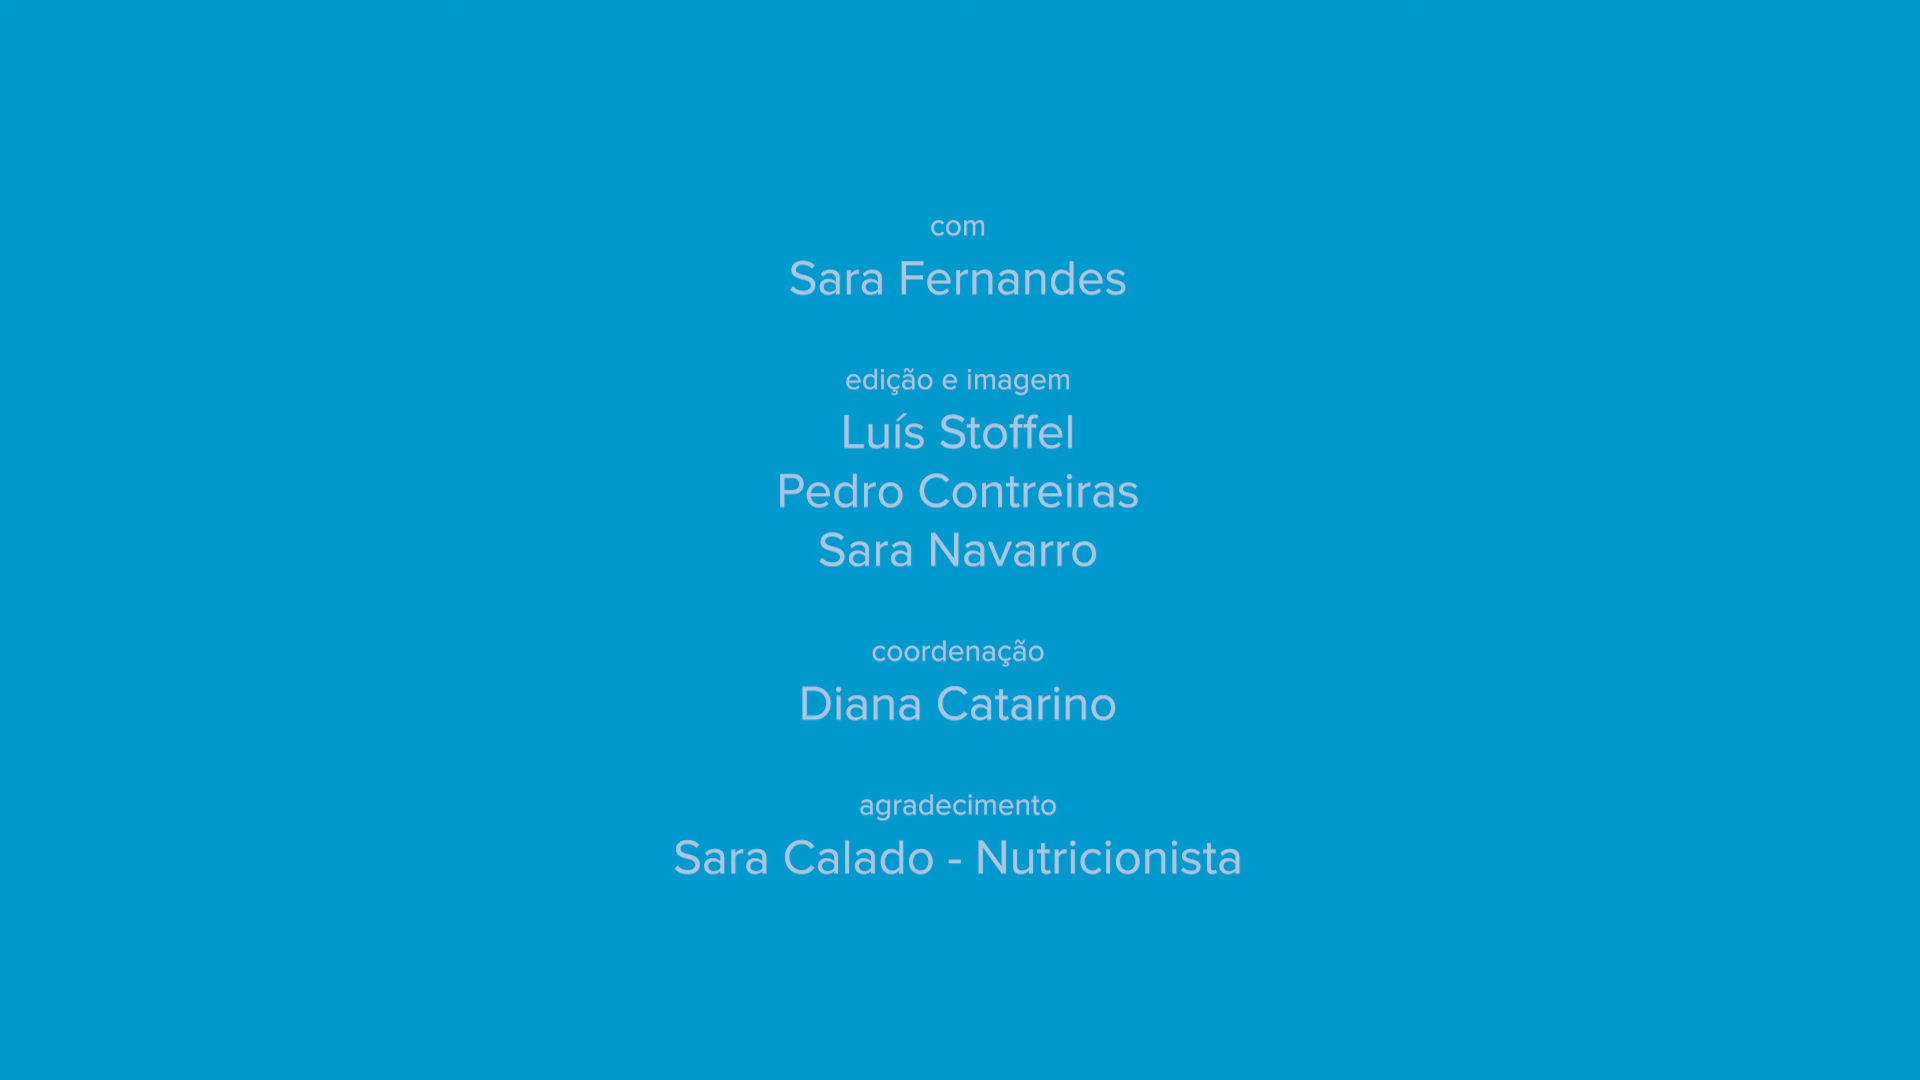 com
Sara Fernandes
edição e imagem
Luís Stoffel
Pedro Contreiras
Sara Navarro
coordenação
Diana Catarino
agradecimento
Sara Calado - Nutricionista